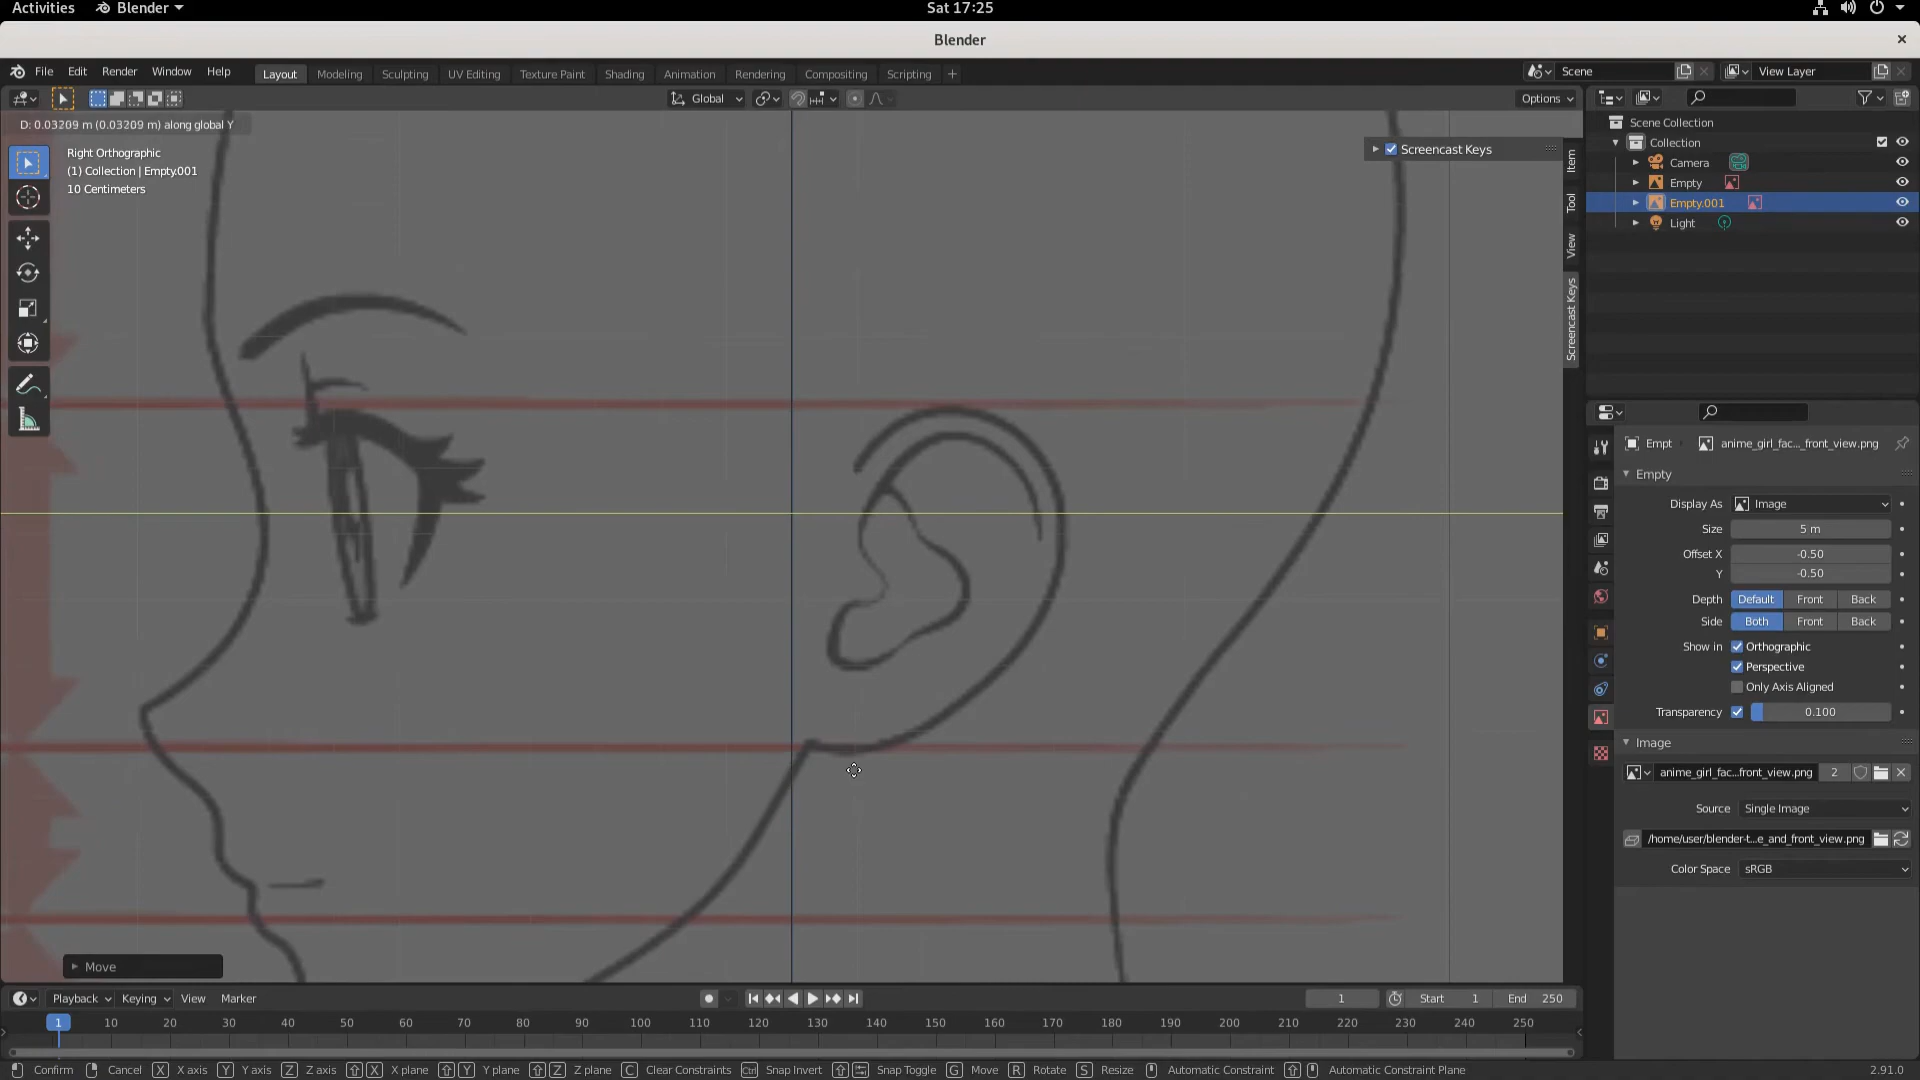 Activities Blender Sat 17:25
Blender
File Edit Render Window Help Layout Modeling Sculpting UV Editing Texture Paint Shading Animation Rendering Compositing Scripting + Scene View Layer
Global Options
D: 0.03209 m (0.03209 m) along global Y
Right Orthographic
(1) Collection | Empty.001
10 Centimeters
Screencast Keys
Item
Tool
View
Screencast Keys
Scene Collection
Collection
Camera
Empty
Empty.001
Light
Empt anime_girl_fac..._front_view.png
Empty
Display As Image
Size 5 m
Offset X -0.50
Y -0.50
Depth Default Front Back
Side Both Front Back
Show in Orthographic
Perspective
Only Axis Aligned
Transparency 0.100
Image
anime_girl_fac...front_view.png 2
Source Single Image
/home/user/blender-t...e_and_front_view.png
Color Space sRGB
Move
Playback Keying View Marker 1 Start 1 End 250
1 10 20 30 40 50 60 70 80 90 100 110 120 130 140 150 160 170 180 190 200 210 220 230 240 250
Confirm Cancel X X axis Y Y axis Z Z axis X X plane Y Y plane Z Z plane C Clear Constraints Ctrl Snap Invert Snap Toggle G Move R Rotate S Resize Automatic Constraint Automatic Constraint Plane 2.91.0